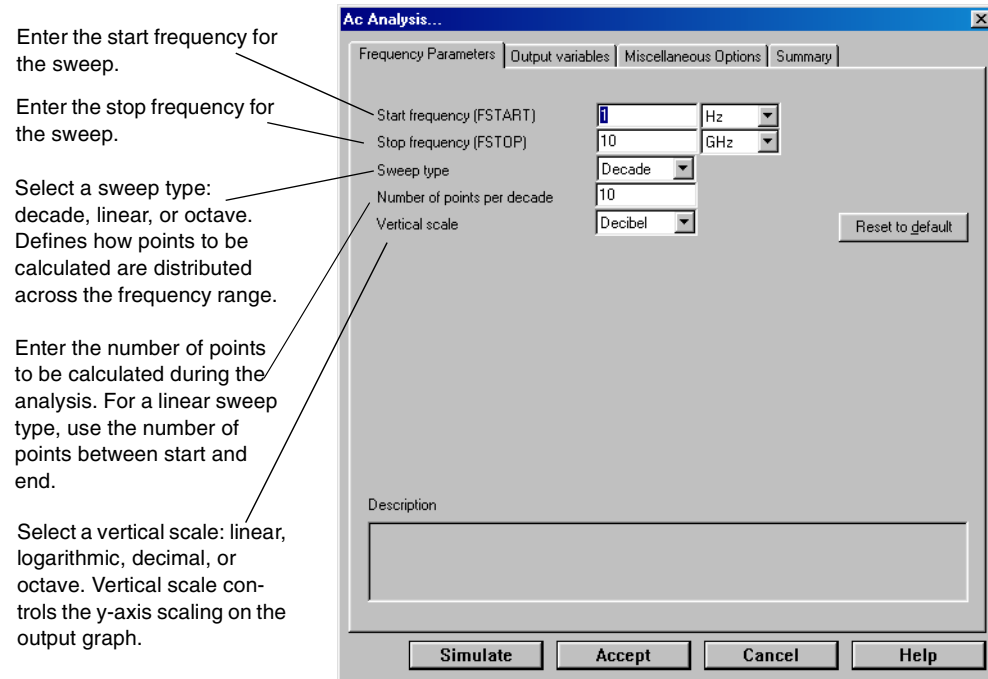 Enter the start frequency for
the sweep.
Enter the stop frequency for
the sweep.
Select a sweep type:
decade, linear, or octave.
Defines how points to be
calculated are distributed
across the frequency range.
Enter the number of points
to be calculated during the
analysis. For a linear sweep
type, use the number of
points between start and
end.
Select a vertical scale: linear,
logarithmic, decimal, or
octave. Vertical scale con-
trols the y-axis scaling on the
output graph.
Ac Analysis...
Frequency Parameters Output variables Miscellaneous Options Summary
Start frequency (FSTART) 1 Hz
Stop frequency (FSTOP) 10 GHz
Sweep type Decade
Number of points per decade 10
Vertical scale Decibel
Reset to default
Description
Simulate Accept Cancel Help